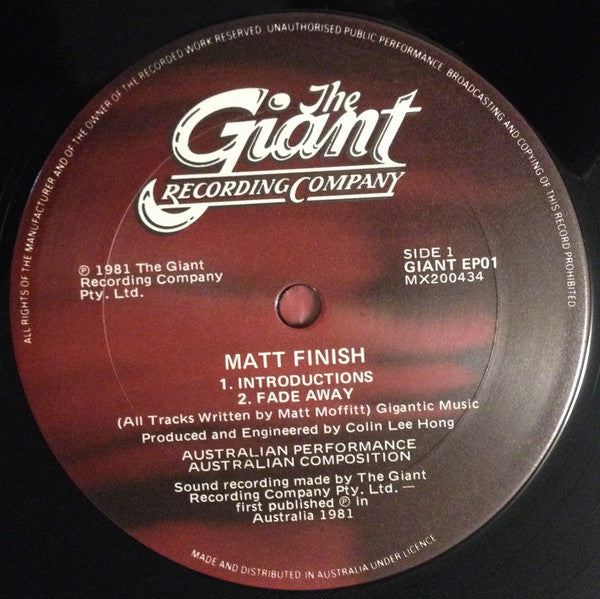 ALL RIGHTS OF THE MANUFACTURER AND OF THE OWNER OF THE RECORDED WORK RESERVED. UNAUTHORISED PUBLIC PERFORMANCE, BROADCASTING AND COPYING OF THIS RECORD PROHIBITED
The
Giant
RECORDING COMPANY
℗ 1981 The Giant
Recording Company
Pty. Ltd.
SIDE 1
GIANT EP01
MX200434
MATT FINISH
1. INTRODUCTIONS
2. FADE AWAY
(All Tracks Written by Matt Moffitt) Gigantic Music
Produced and Engineered by Colin Lee Hong
AUSTRALIAN PERFORMANCE
AUSTRALIAN COMPOSITION
Sound recording made by The Giant
Recording Company Pty. Ltd. —
first published ℗ in
Australia 1981
MADE AND DISTRIBUTED IN AUSTRALIA UNDER LICENCE